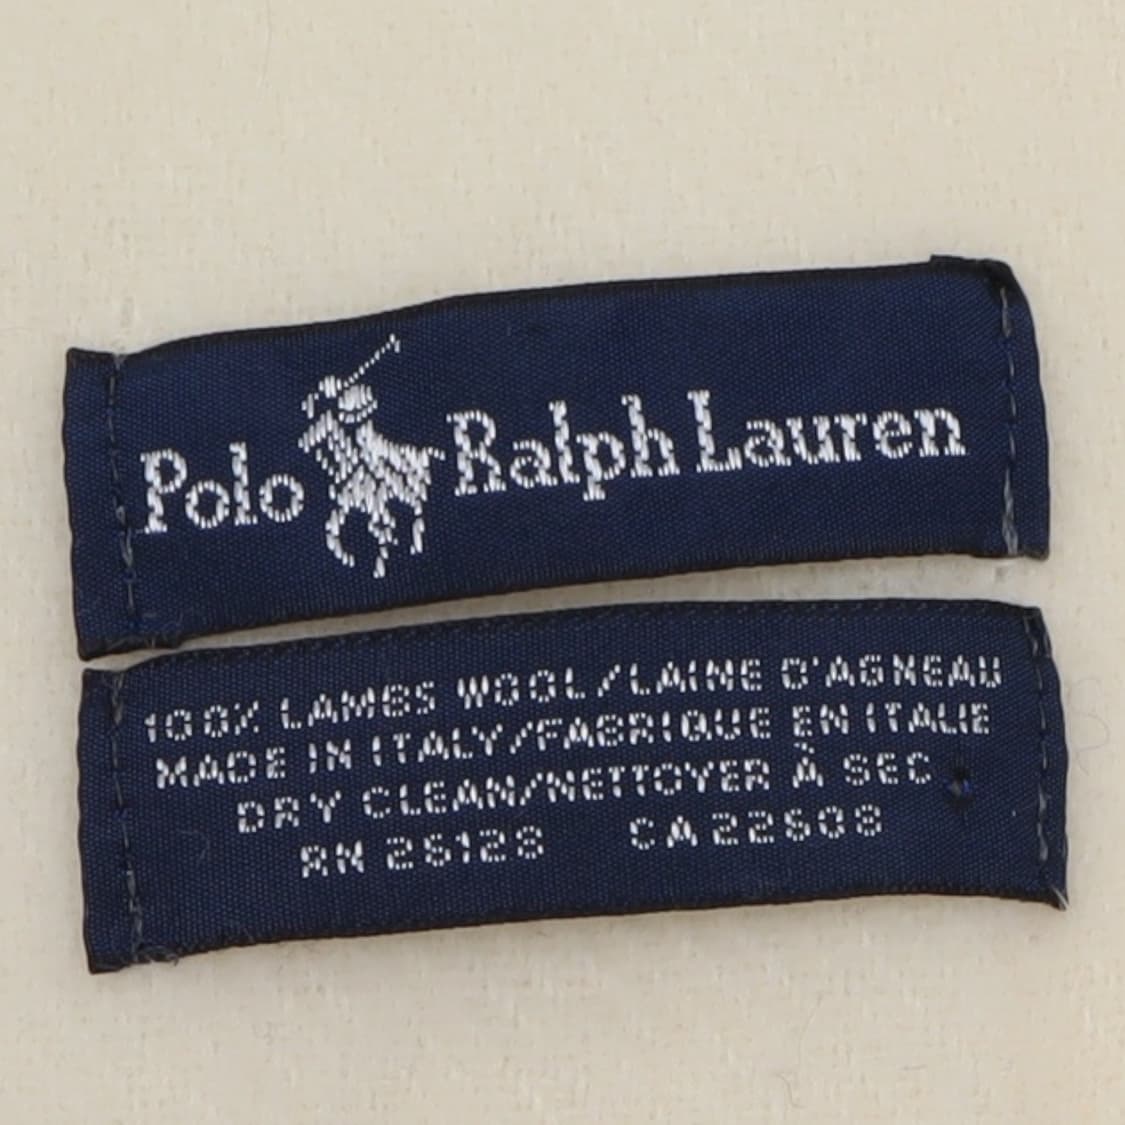 Polo Ralph Lauren
100% LAMBS WOOL/LAINE D'AGNEAU
MADE IN ITALY/FABRIQUE EN ITALIE
DRY CLEAN/NETTOYER À SEC
RN 25128 CA22508